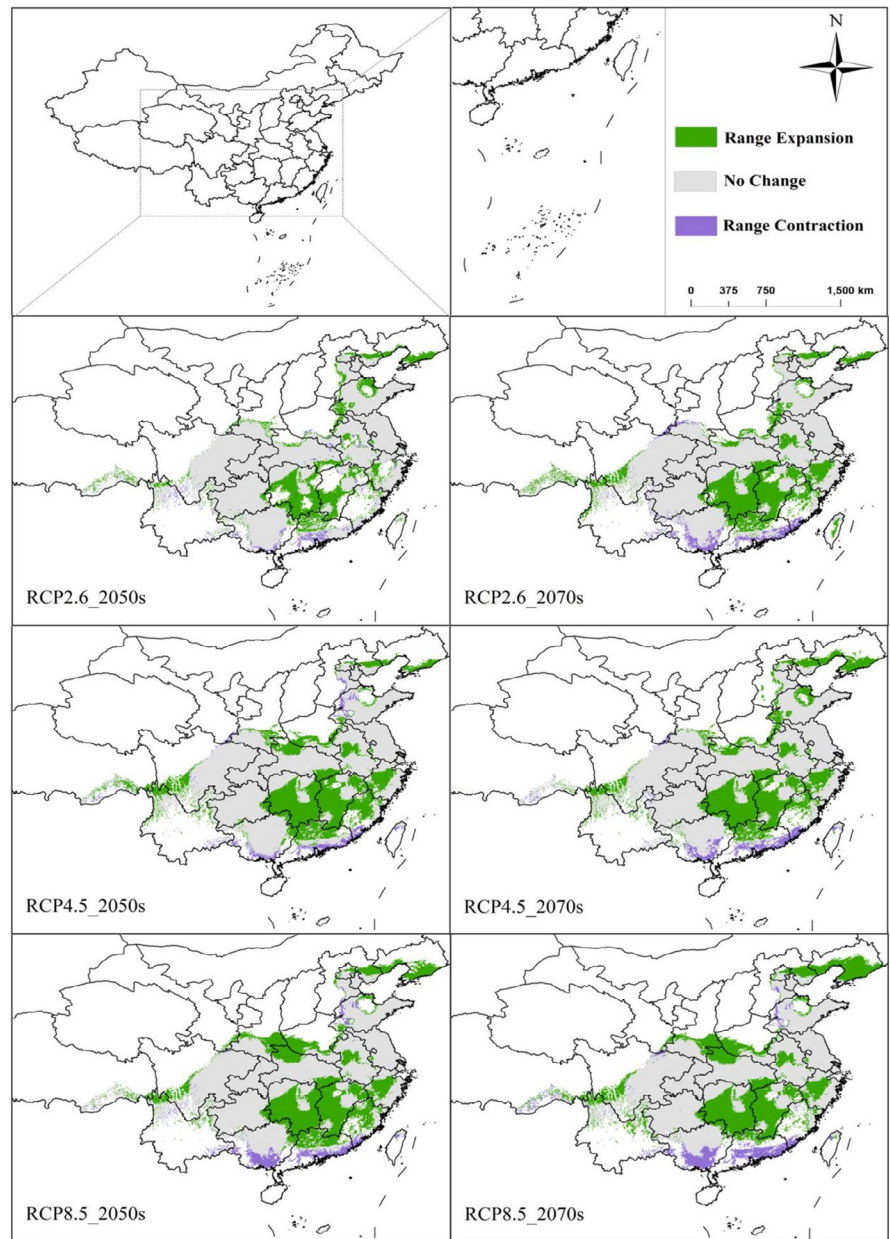 N
Range Expansion
No Change
Range Contraction
0 375 750 1,500 km
RCP2.6_2050s
RCP2.6_2070s
RCP4.5_2050s
RCP4.5_2070s
RCP8.5_2050s
RCP8.5_2070s